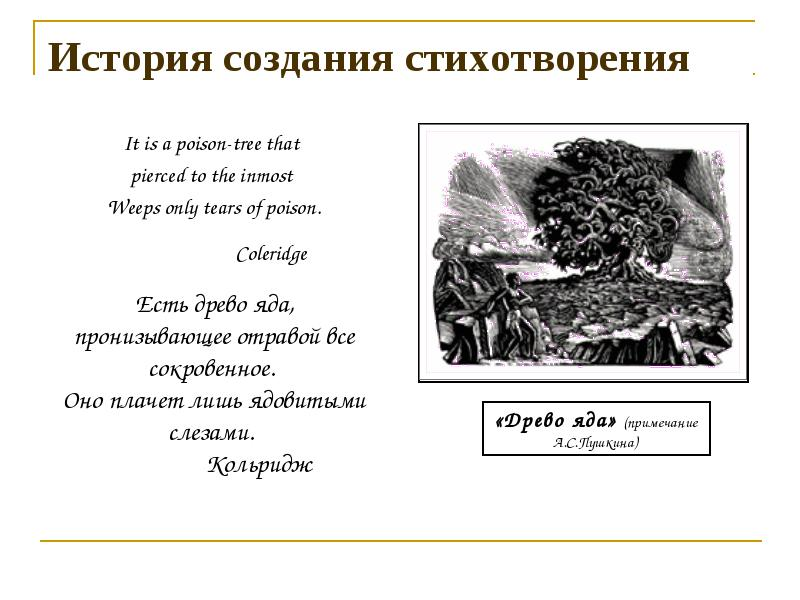 История создания стихотворения
It is a poison-tree that
pierced to the inmost
Weeps only tears of poison.
Coleridge
Есть древо яда,
пронизывающее отравой все
сокровенное.
Оно плачет лишь ядовитыми
слезами.
Кольридж
«Древо яда» (примечание
А.С.Пушкина)